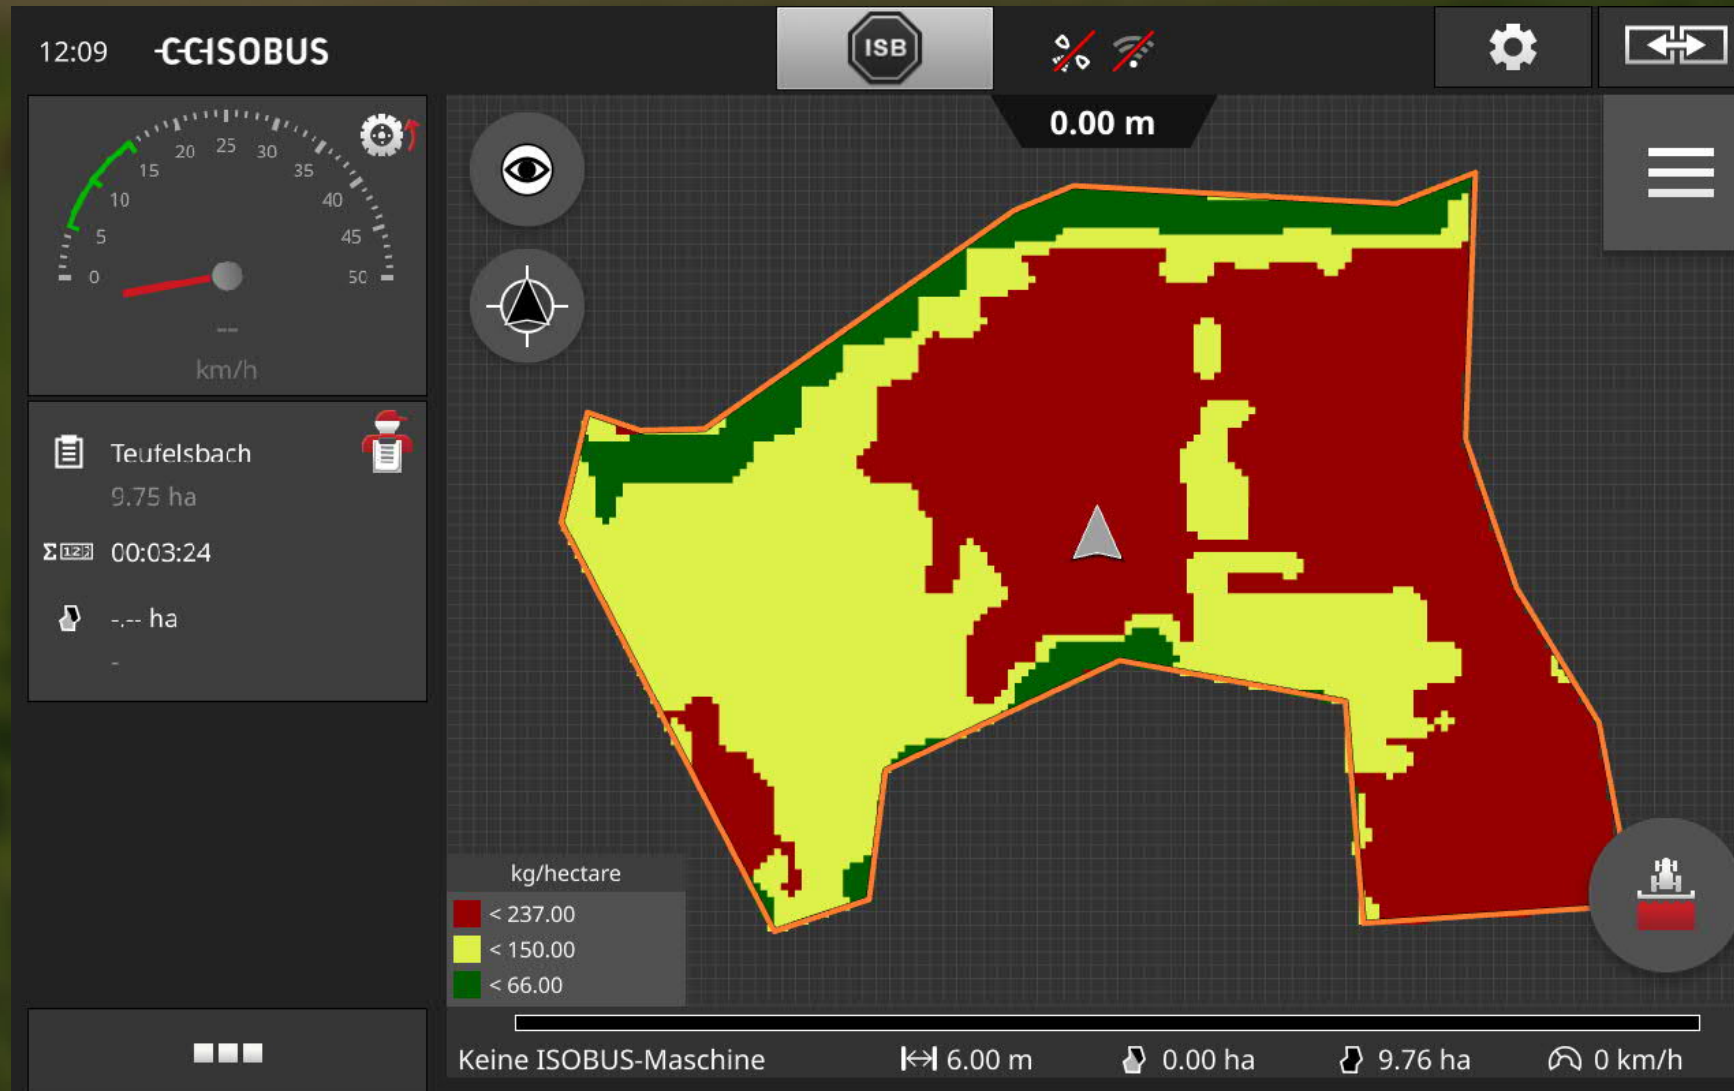 12:09 CCISOBUS
ISB
0.00 m
0 5 10 15 20 25 30 35 40 45 50
--
km/h
Teufelsbach
9.75 ha
Σ 123 00:03:24
-.-- ha
-
kg/hectare
< 237.00
< 150.00
< 66.00
Keine ISOBUS-Maschine 6.00 m 0.00 ha 9.76 ha 0 km/h